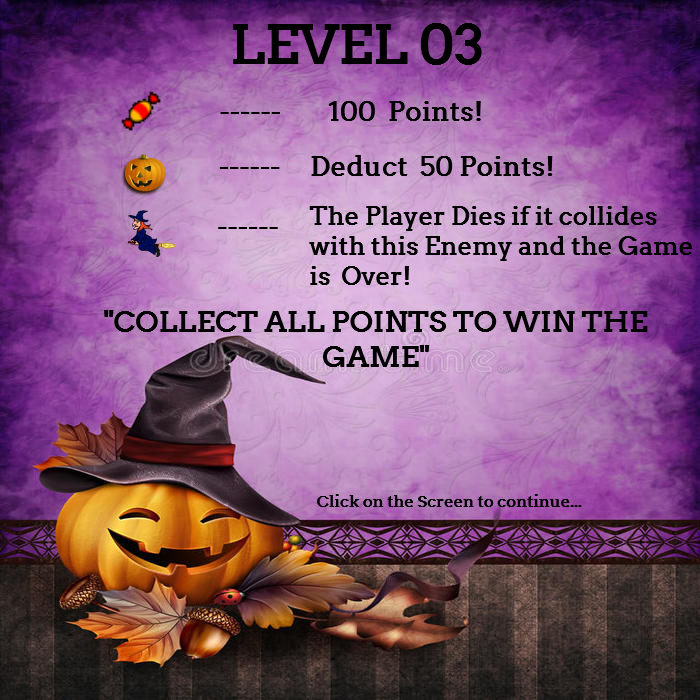 LEVEL 03
------ 100 Points!
------ Deduct 50 Points!
------ The Player Dies if it collides
with this Enemy and the Game
is Over!
"COLLECT ALL POINTS TO WIN THE
GAME"
dreamstime.
Click on the Screen to continue...